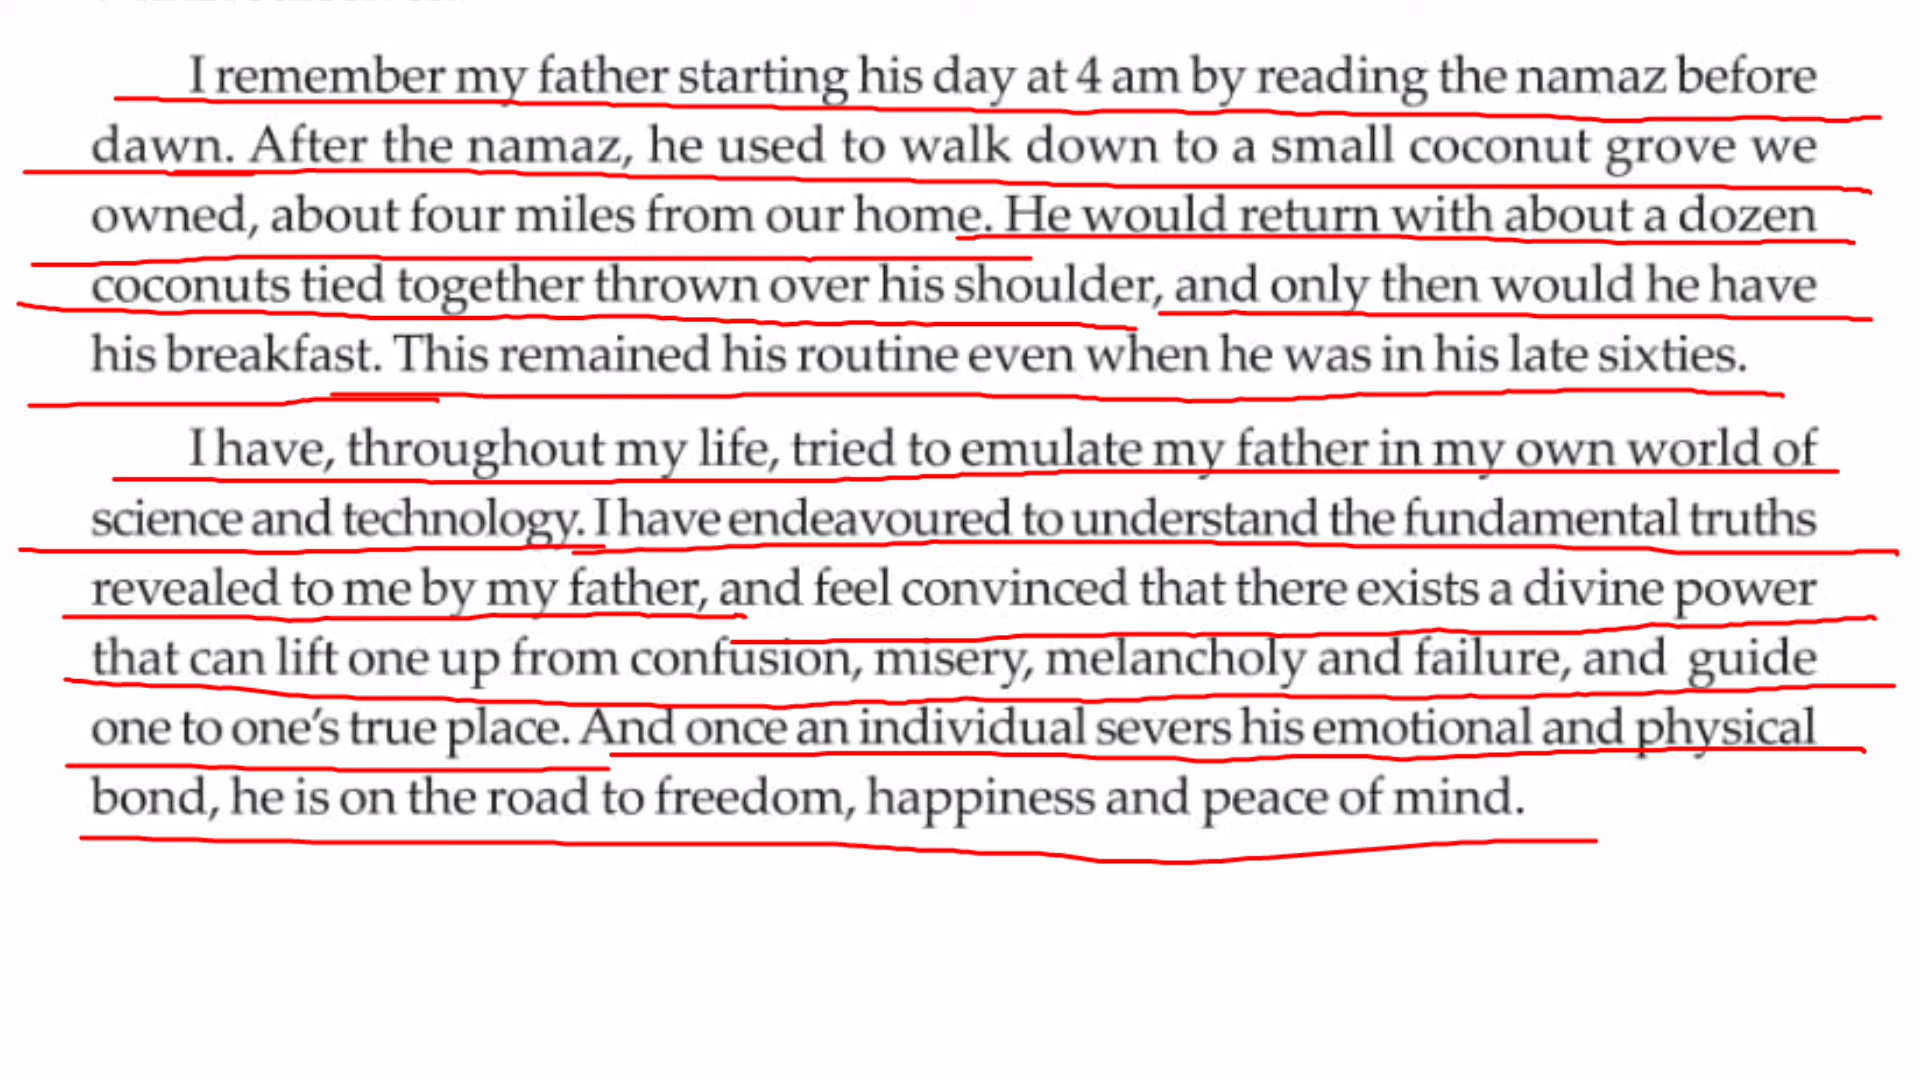 I remember my father starting his day at 4 am by reading the namaz before
dawn. After the namaz, he used to walk down to a small coconut grove we
owned, about four miles from our home. He would return with about a dozen
coconuts tied together thrown over his shoulder, and only then would he have
his breakfast. This remained his routine even when he was in his late sixties.
I have, throughout my life, tried to emulate my father in my own world of
science and technology. I have endeavoured to understand the fundamental truths
revealed to me by my father, and feel convinced that there exists a divine power
that can lift one up from confusion, misery, melancholy and failure, and guide
one to one’s true place. And once an individual severs his emotional and physical
bond, he is on the road to freedom, happiness and peace of mind.